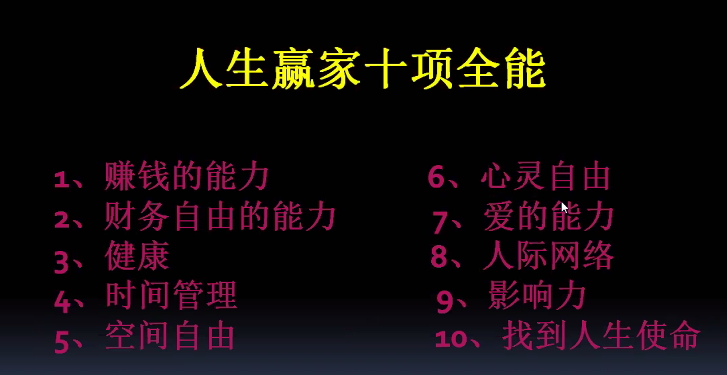 人生赢家十项全能
1、赚钱的能力
2、财务自由的能力
3、健康
4、时间管理
5、空间自由
6、心灵自由
7、爱的能力
8、人际网络
9、影响力
10、找到人生使命